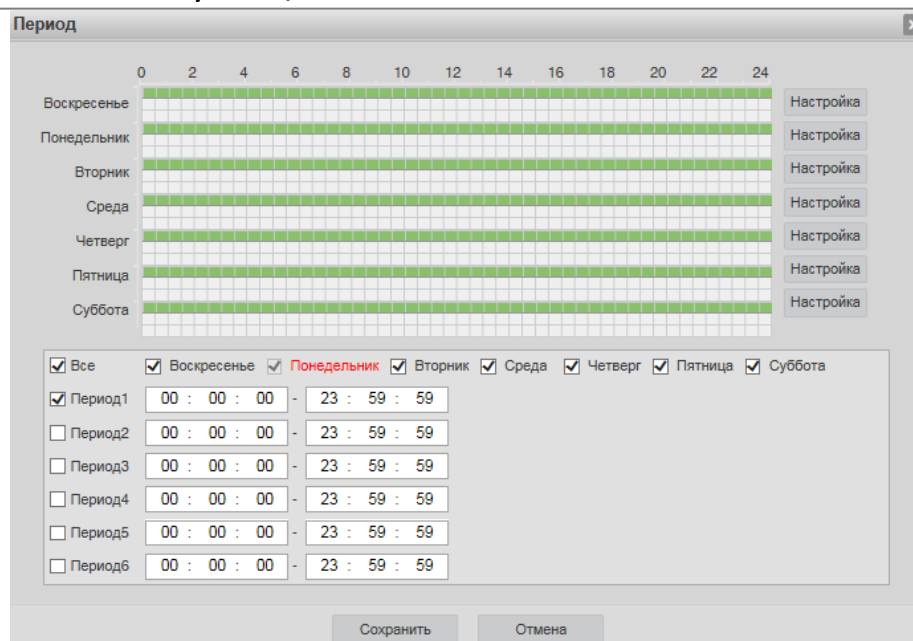 Период
0 2 4 6 8 10 12 14 16 18 20 22 24
Воскресенье Настройка
Понедельник Настройка
Вторник Настройка
Среда Настройка
Четверг Настройка
Пятница Настройка
Суббота Настройка
Все Воскресенье Понедельник Вторник Среда Четверг Пятница Суббота
Период1 00 : 00 : 00 - 23 : 59 : 59
Период2 00 : 00 : 00 - 23 : 59 : 59
Период3 00 : 00 : 00 - 23 : 59 : 59
Период4 00 : 00 : 00 - 23 : 59 : 59
Период5 00 : 00 : 00 - 23 : 59 : 59
Период6 00 : 00 : 00 - 23 : 59 : 59
Сохранить Отмена